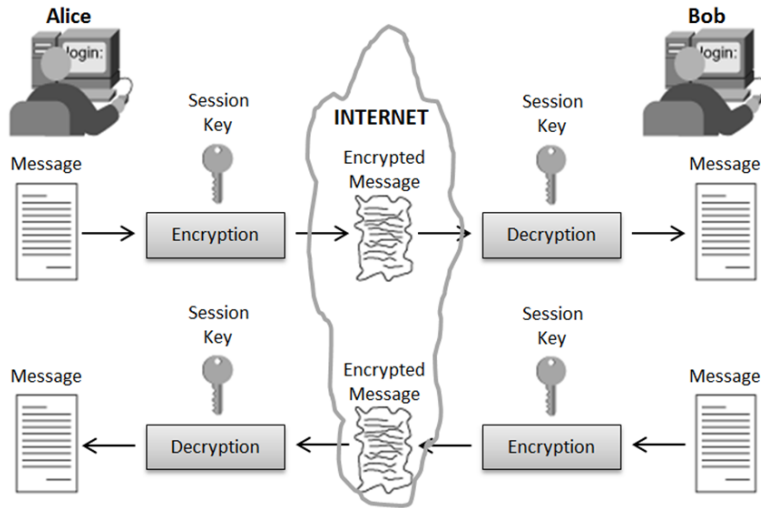 Alice
Bob
login:
login:
Session
Key
INTERNET
Session
Key
Message
Encrypted
Message
Message
Encryption
Decryption
Session
Key
Session
Key
Message
Encrypted
Message
Message
Decryption
Encryption